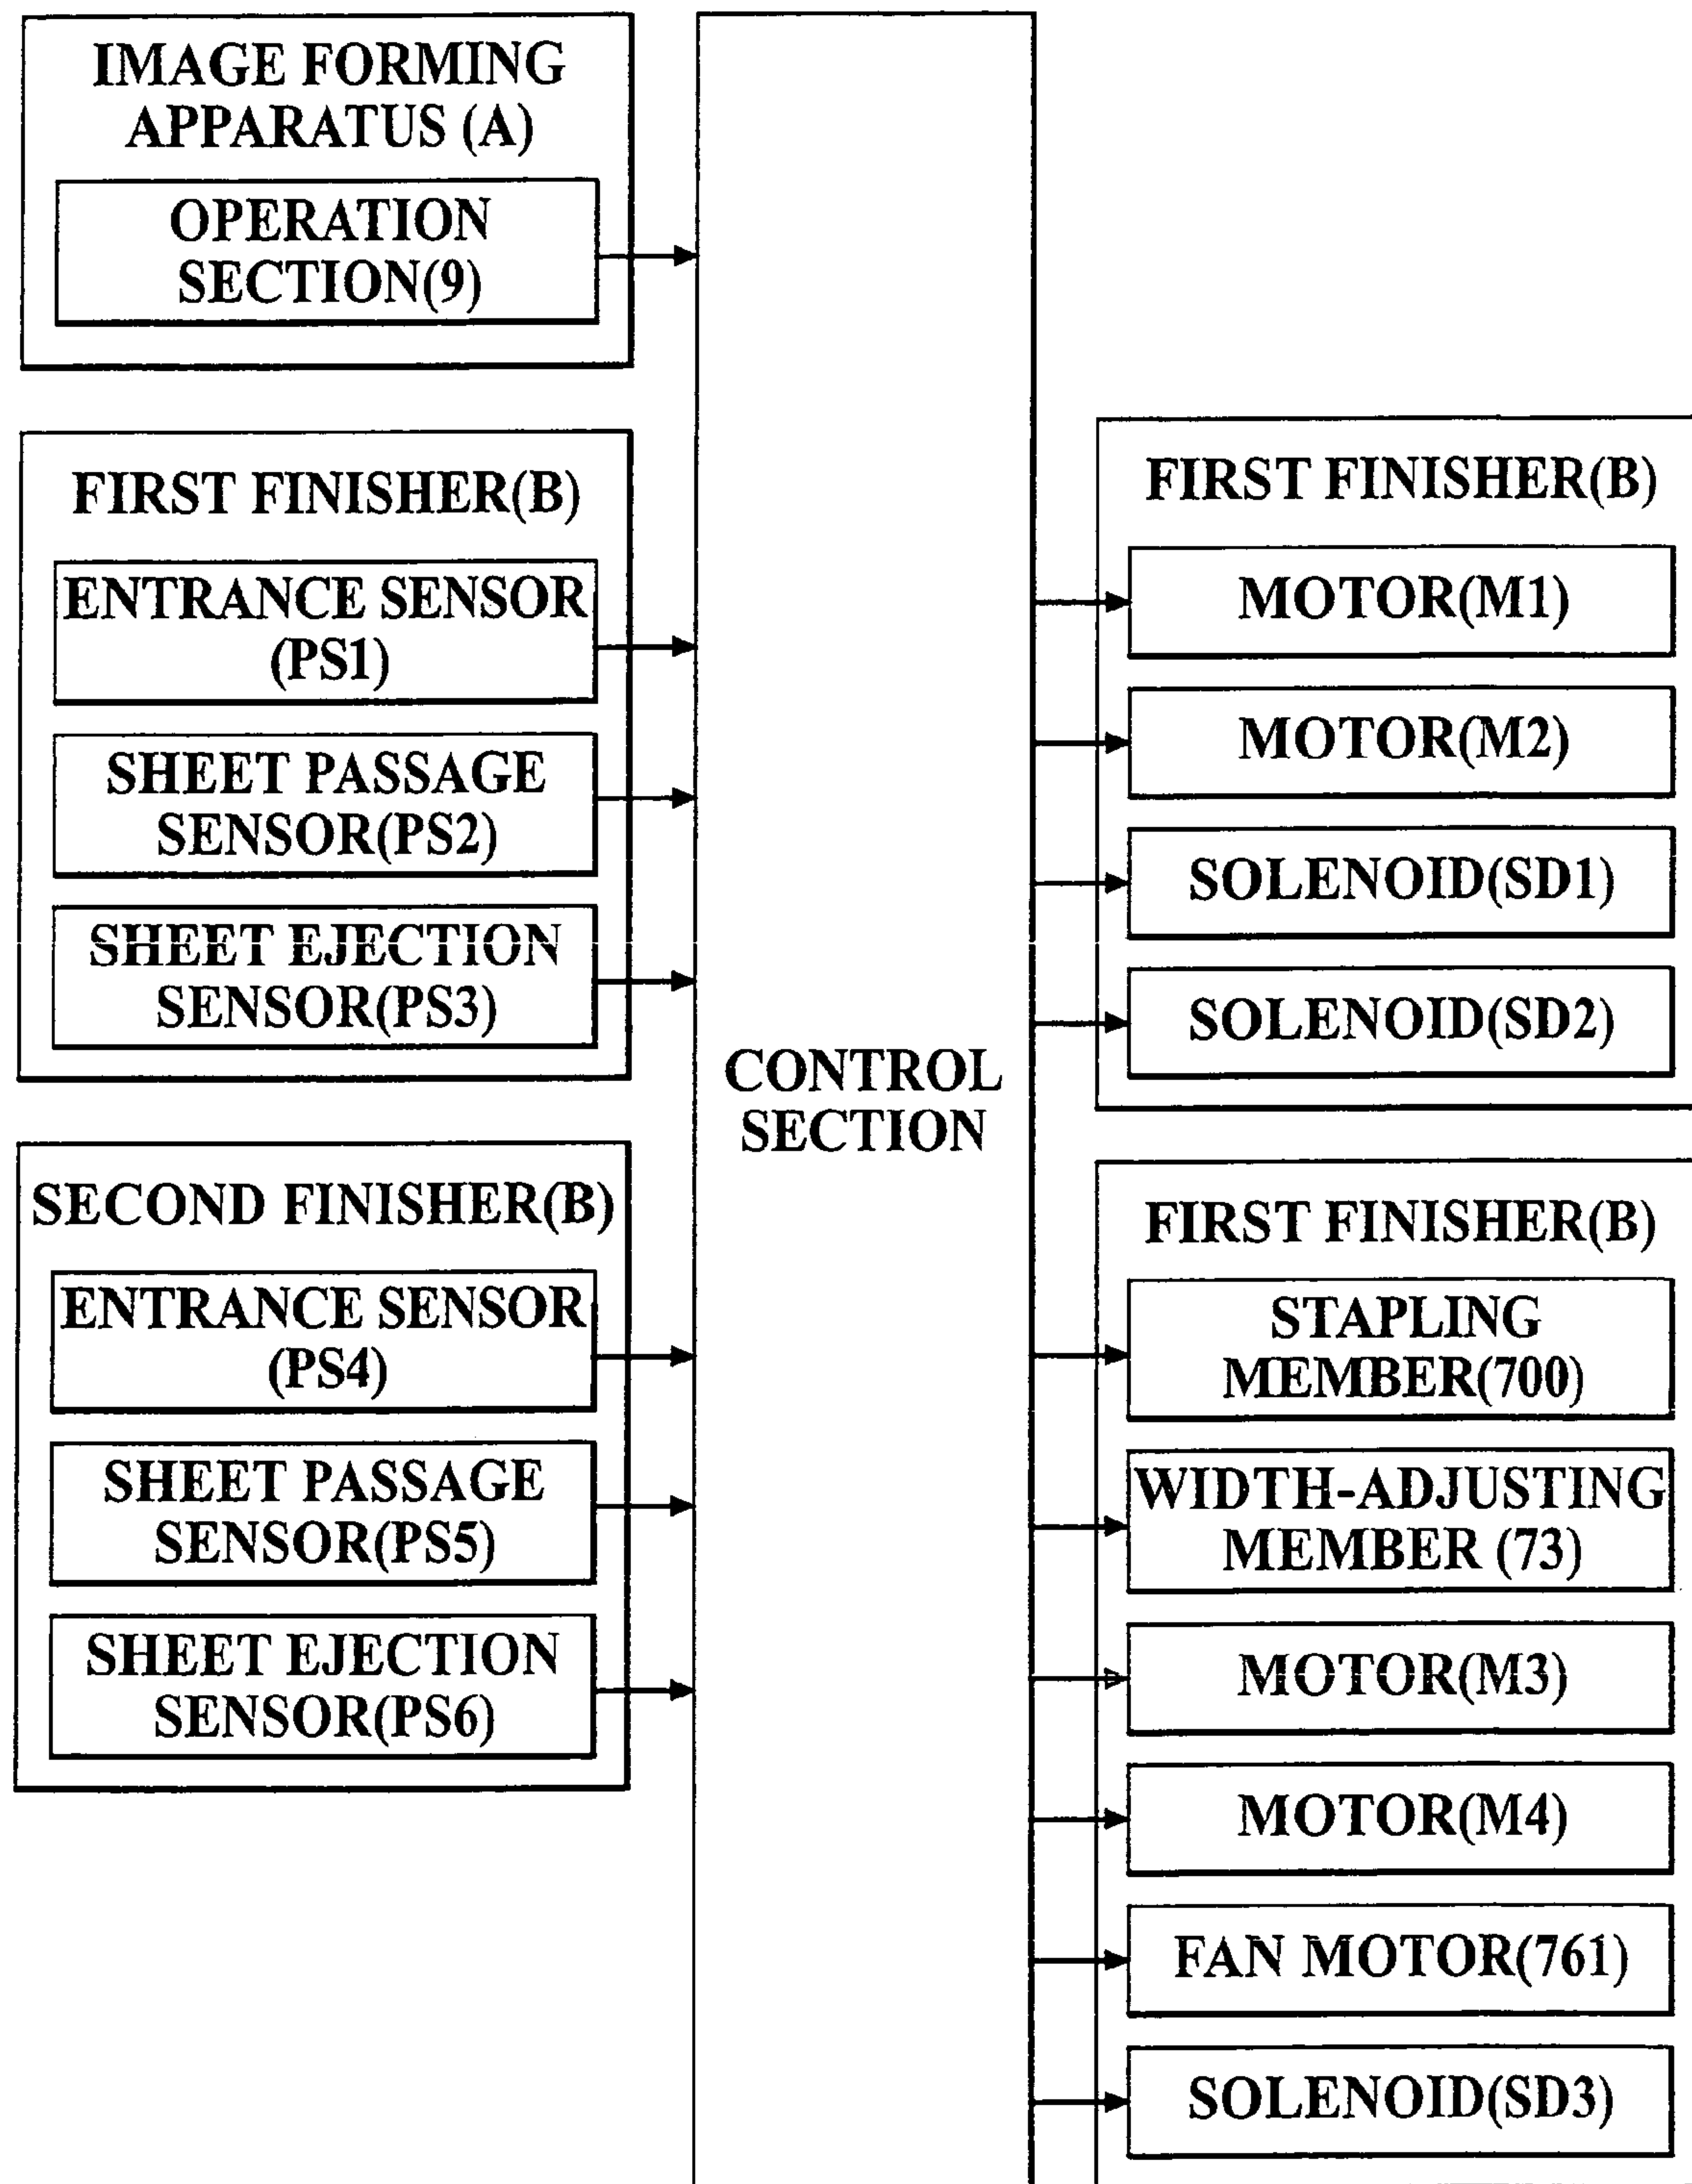 IMAGE FORMING
APPARATUS (A)
OPERATION
SECTION(9)
FIRST FINISHER(B)
ENTRANCE SENSOR
(PS1)
SHEET PASSAGE
SENSOR(PS2)
SHEET EJECTION
SENSOR(PS3)
SECOND FINISHER(B)
ENTRANCE SENSOR
(PS4)
SHEET PASSAGE
SENSOR(PS5)
SHEET EJECTION
SENSOR(PS6)
CONTROL
SECTION
FIRST FINISHER(B)
MOTOR(M1)
MOTOR(M2)
SOLENOID(SD1)
SOLENOID(SD2)
FIRST FINISHER(B)
STAPLING
MEMBER(700)
WIDTH-ADJUSTING
MEMBER (73)
MOTOR(M3)
MOTOR(M4)
FAN MOTOR(761)
SOLENOID(SD3)